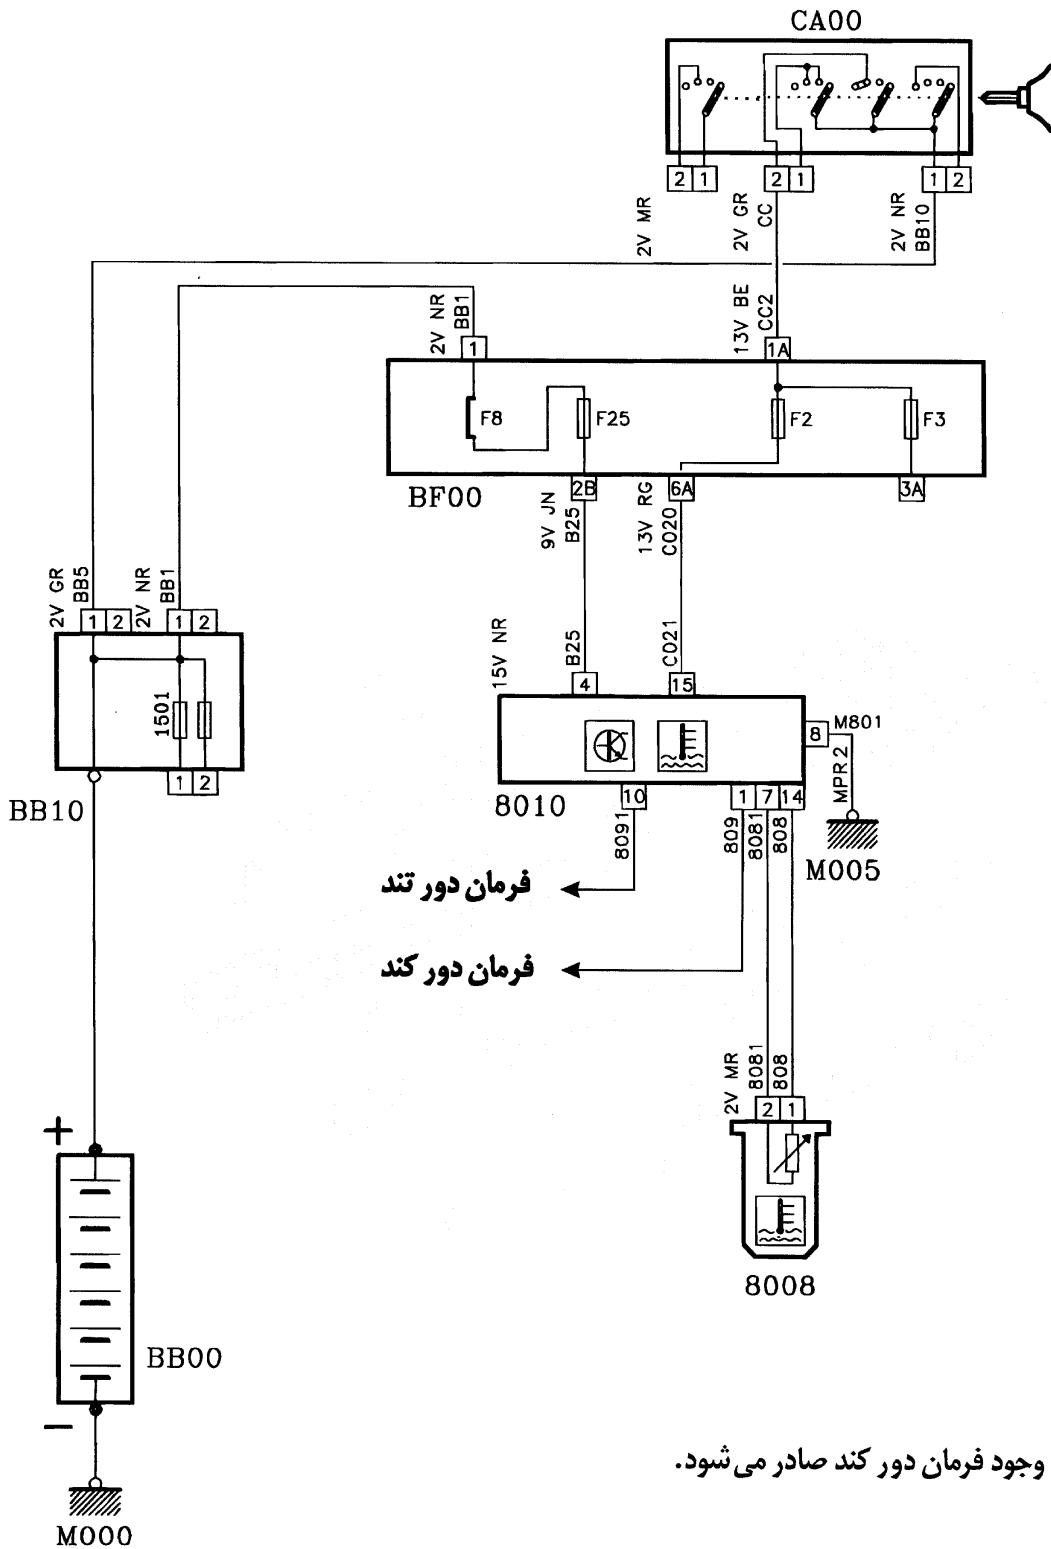 CA00
2 1 2 1 1 2
2V MR
2V GR
CC
2V NR
BB10
2V NR
BB1
13V BE
CC2
1 1A
F8 F25 F2 F3
BF00
2B 6A 3A
9V JN
B25
13V RG
C020
2V GR
BB5
2V NR
BB1
1 2 1 2
15V NR
B25
C021
4 15
1501
8 M801
MPR2
1 2
BB10
8010
10 1 7 14
8091
809
8081
808
M005
فرمان دور تند
فرمان دور کند
2V MR
8081
808
2 1
+
8008
BB00
−
وجود فرمان دور کند صادر می‌شود.
M000